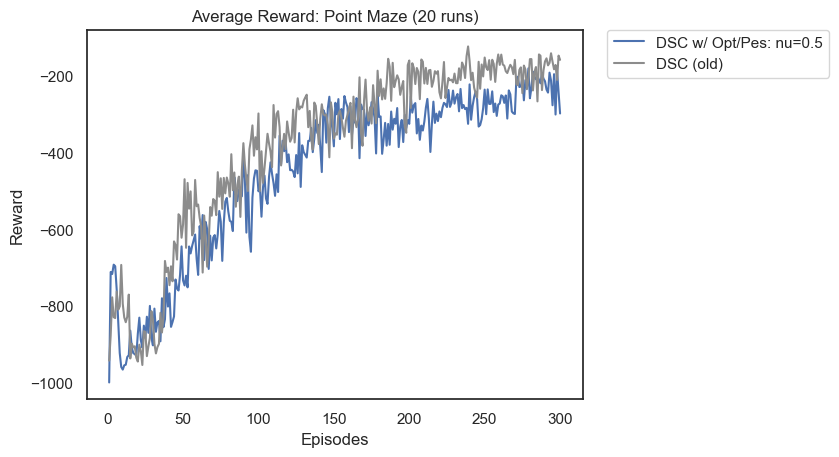 Average Reward: Point Maze (20 runs)
DSC w/ Opt/Pes: nu=0.5
DSC (old)
Reward
−200
−400
−600
−800
−1000
0 50 100 150 200 250 300
Episodes